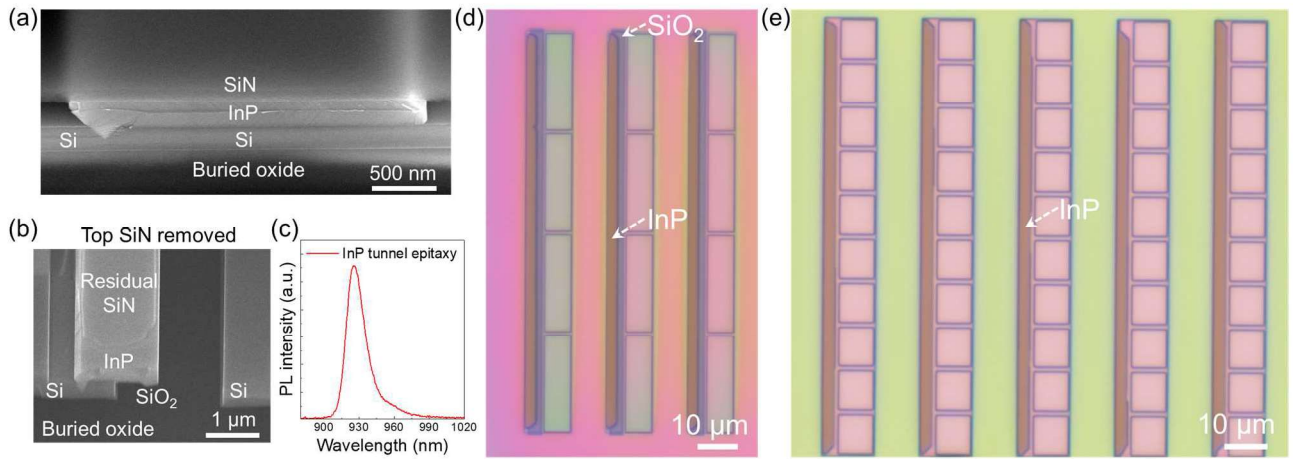 (a)
SiN
InP
Si
Si
Buried oxide
500 nm
(b)
Top SiN removed
Residual
SiN
InP
Si
SiO₂
Si
1 µm
Buried oxide
(c)
InP tunnel epitaxy
PL intensity (a.u.)
900 930 960 990 1020
Wavelength (nm)
(d)
SiO₂
InP
10 µm
(e)
InP
10 µm